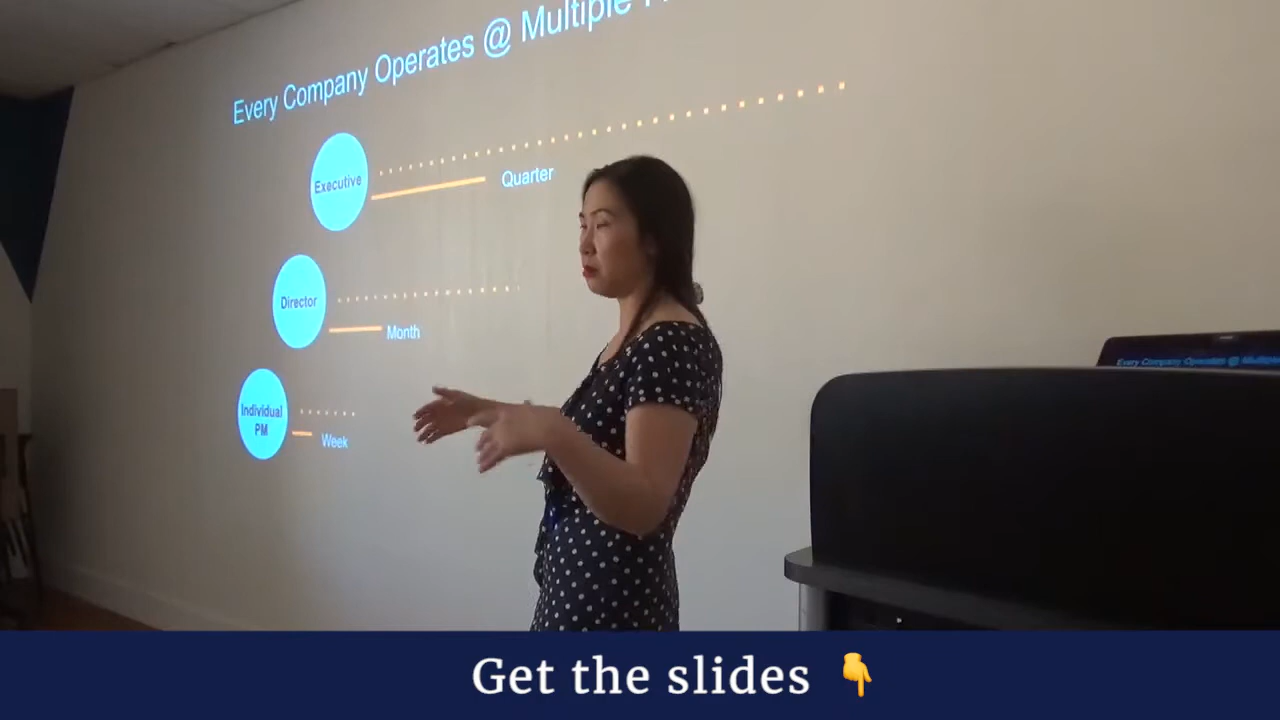 Every Company Operates @ Multiple
Executive
Quarter
Director
Month
Individual
PM
Week
Every Company Operates @ Multiple
Get the slides 👇